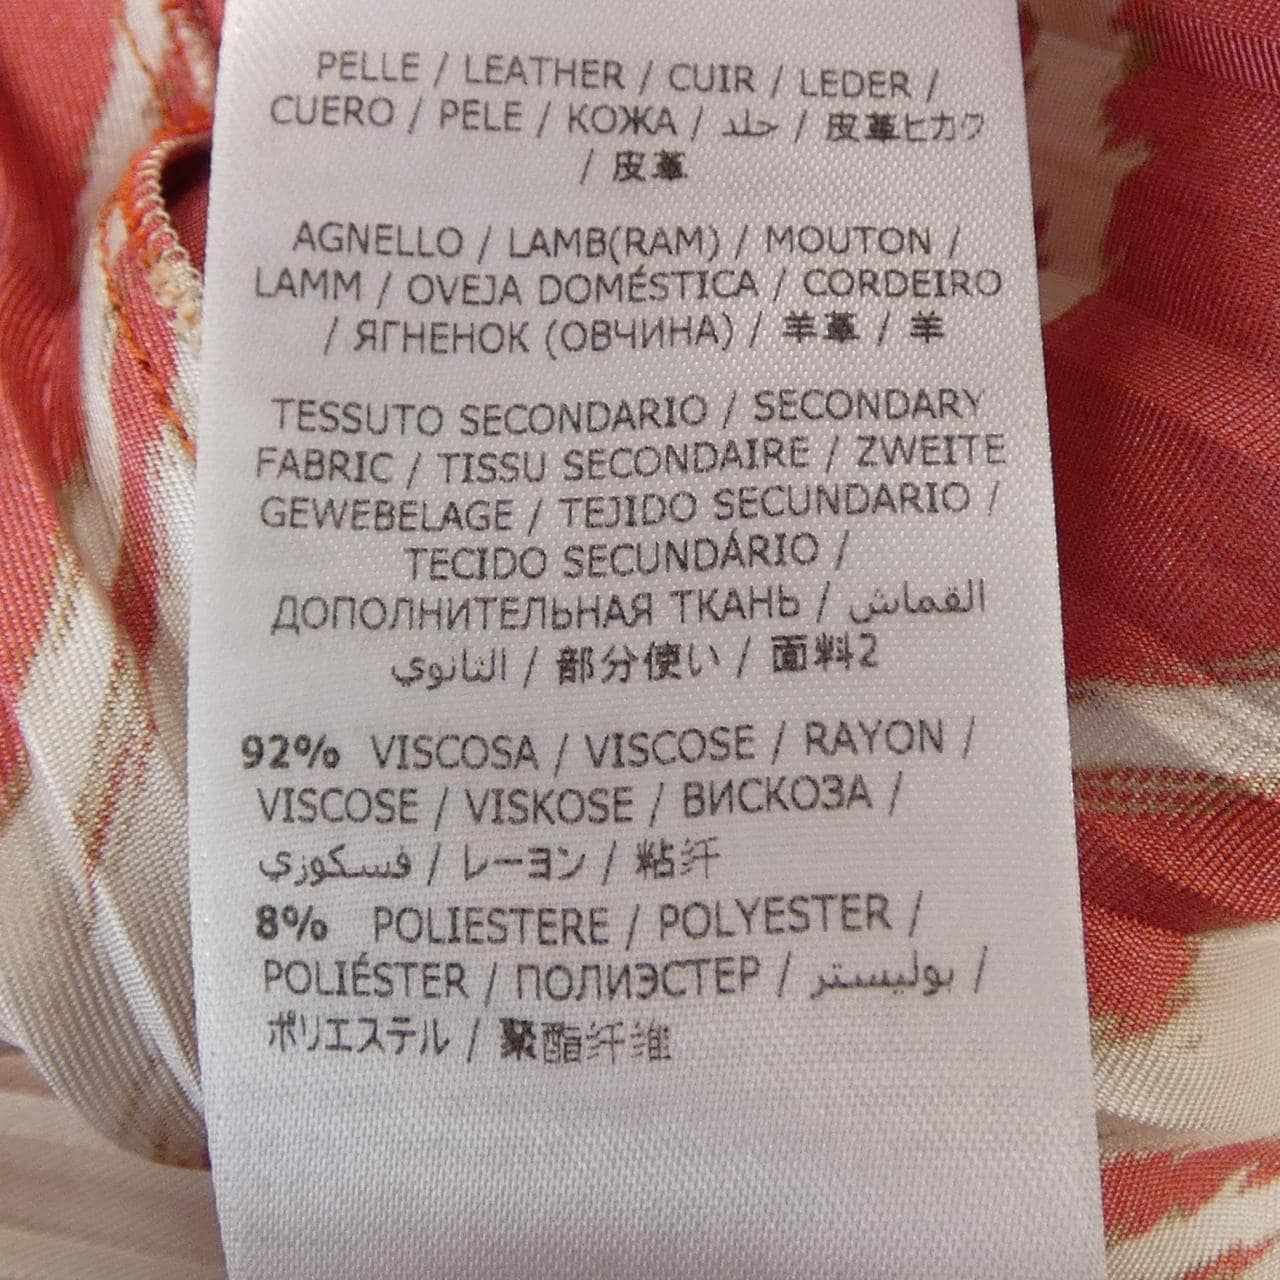 PELLE / LEATHER / CUIR / LEDER /
CUERO / PELE / КОЖА / جلد / 皮革ヒカク
/ 皮革
AGNELLO / LAMB(RAM) / MOUTON /
LAMM / OVEJA DOMÉSTICA / CORDEIRO
/ ЯГНЕНОК (ОВЧИНА) / 羊革 / 羊
TESSUTO SECONDARIO / SECONDARY
FABRIC / TISSU SECONDAIRE / ZWEITE
GEWEBELAGE / TEJIDO SECUNDARIO /
TECIDO SECUNDÁRIO /
ДОПОЛНИТЕЛЬНАЯ ТКАНЬ / القماش
الثانوي / 部分使い / 面料2
92% VISCOSA / VISCOSE / RAYON /
VISCOSE / VISKOSE / ВИСКОЗА /
فسكوزي / レーヨン / 粘纤
8% POLIESTERE / POLYESTER /
POLIÉSTER / ПОЛИЭСТЕР / بوليستر /
ポリエステル / 聚酯纤维